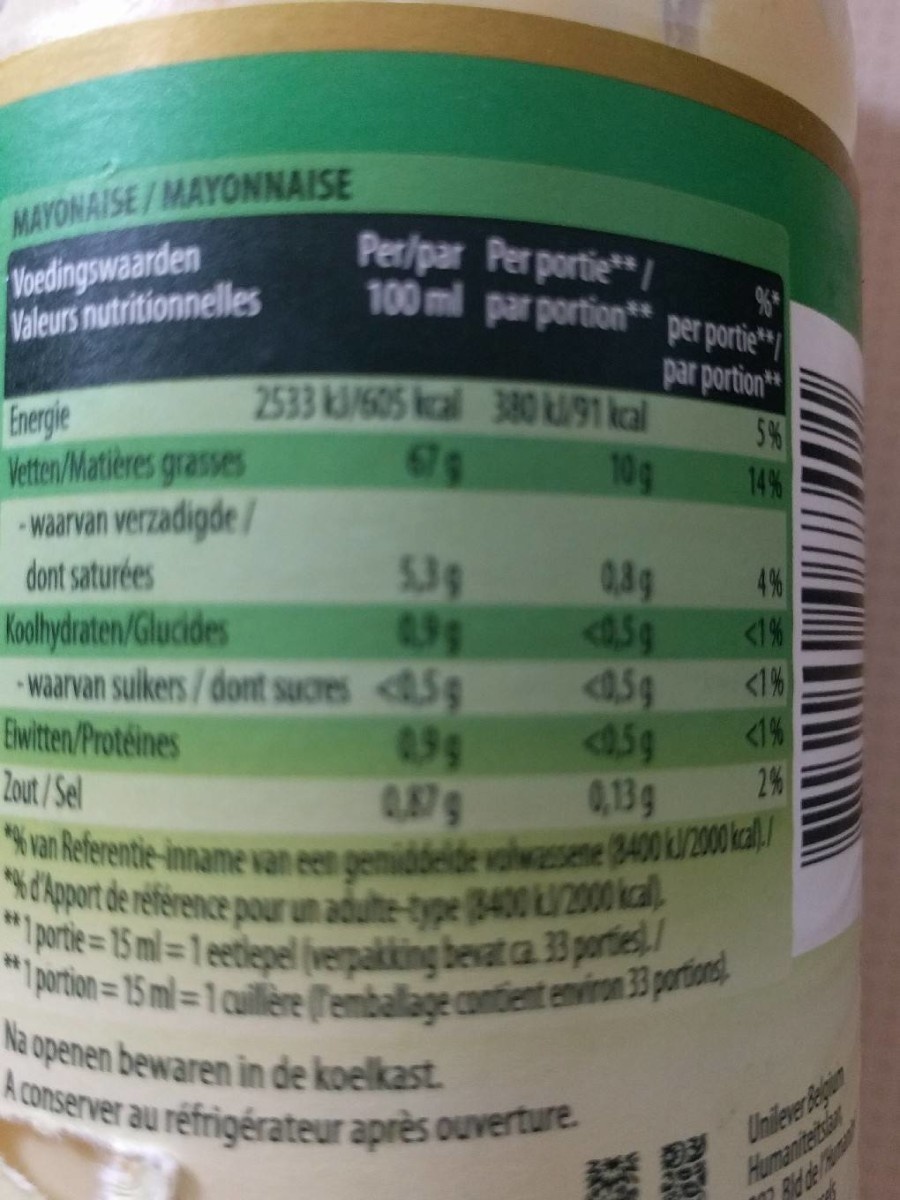 MAYONAISE / MAYONNAISE
Voedingswaarden Per/par Per portie** / %*
Valeurs nutritionnelles 100 ml par portion** per portie**/
par portion**
Energie 2533 kJ/605 kcal 380 kJ/91 kcal 5%
Vetten/Matières grasses 67 g 10 g 14%
- waarvan verzadigde /
dont saturées 5,3 g 0,8 g 4%
Koolhydraten/Glucides 0,9 g <0,5 g <1%
- waarvan suikers / dont sucres <0,5 g <0,5 g <1%
Eiwitten/Protéines 0,9 g <0,5 g <1%
Zout / Sel 0,87 g 0,13 g 2%
*% van Referentie-inname van een gemiddelde volwassene (8400 kJ/2000 kcal). /
*% d'Apport de référence pour un adulte-type (8400 kJ/2000 kcal).
** 1 portie = 15 ml = 1 eetlepel (verpakking bevat ca. 33 porties). /
** 1 portion = 15 ml = 1 cuillère (l'emballage contient environ 33 portions).
Na openen bewaren in de koelkast.
A conserver au réfrigérateur après ouverture.
Unilever Belgium
Humaniteitslaan
Bld de